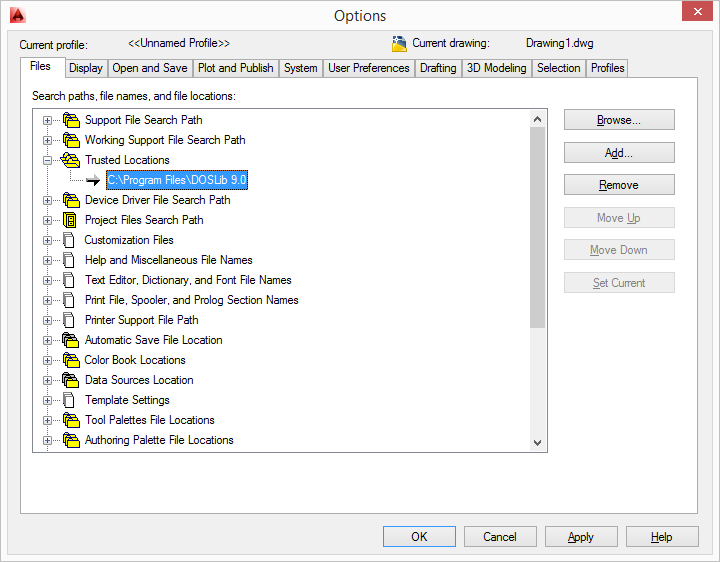 Options
Current profile: <<Unnamed Profile>> Current drawing: Drawing1.dwg
Files Display Open and Save Plot and Publish System User Preferences Drafting 3D Modeling Selection Profiles
Search paths, file names, and file locations:
Support File Search Path
Working Support File Search Path
Trusted Locations
C:\Program Files\DOSLib 9.0
Device Driver File Search Path
Project Files Search Path
Customization Files
Help and Miscellaneous File Names
Text Editor, Dictionary, and Font File Names
Print File, Spooler, and Prolog Section Names
Printer Support File Path
Automatic Save File Location
Color Book Locations
Data Sources Location
Template Settings
Tool Palettes File Locations
Authoring Palette File Locations
Browse...
Add...
Remove
Move Up
Move Down
Set Current
OK Cancel Apply Help